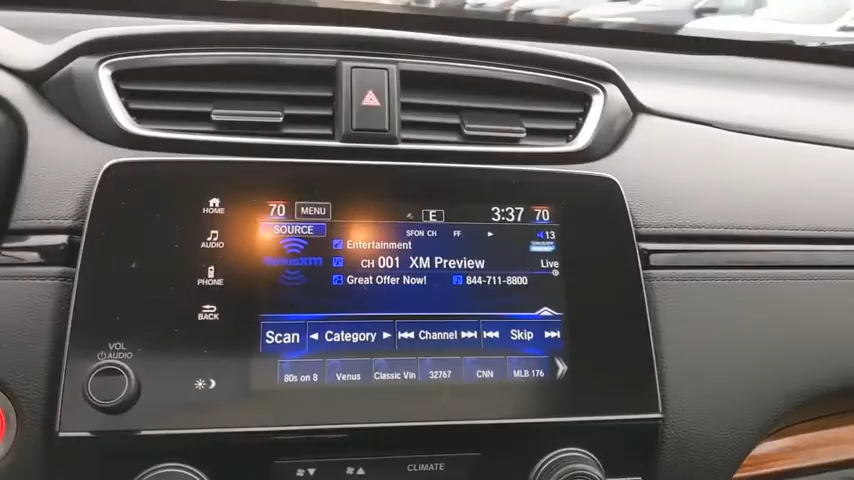 HOME
70 MENU E 3:37 70
AUDIO
SOURCE SFON CH FF 13
Entertainment
siriusxm CH 001 XM Preview Live
PHONE
Great Offer Now! 844-711-8800
BACK
Scan Category Channel Skip
VOL
AUDIO
80s on 8 Venus Classic Vin 32767 CNN MLB 176
CLIMATE